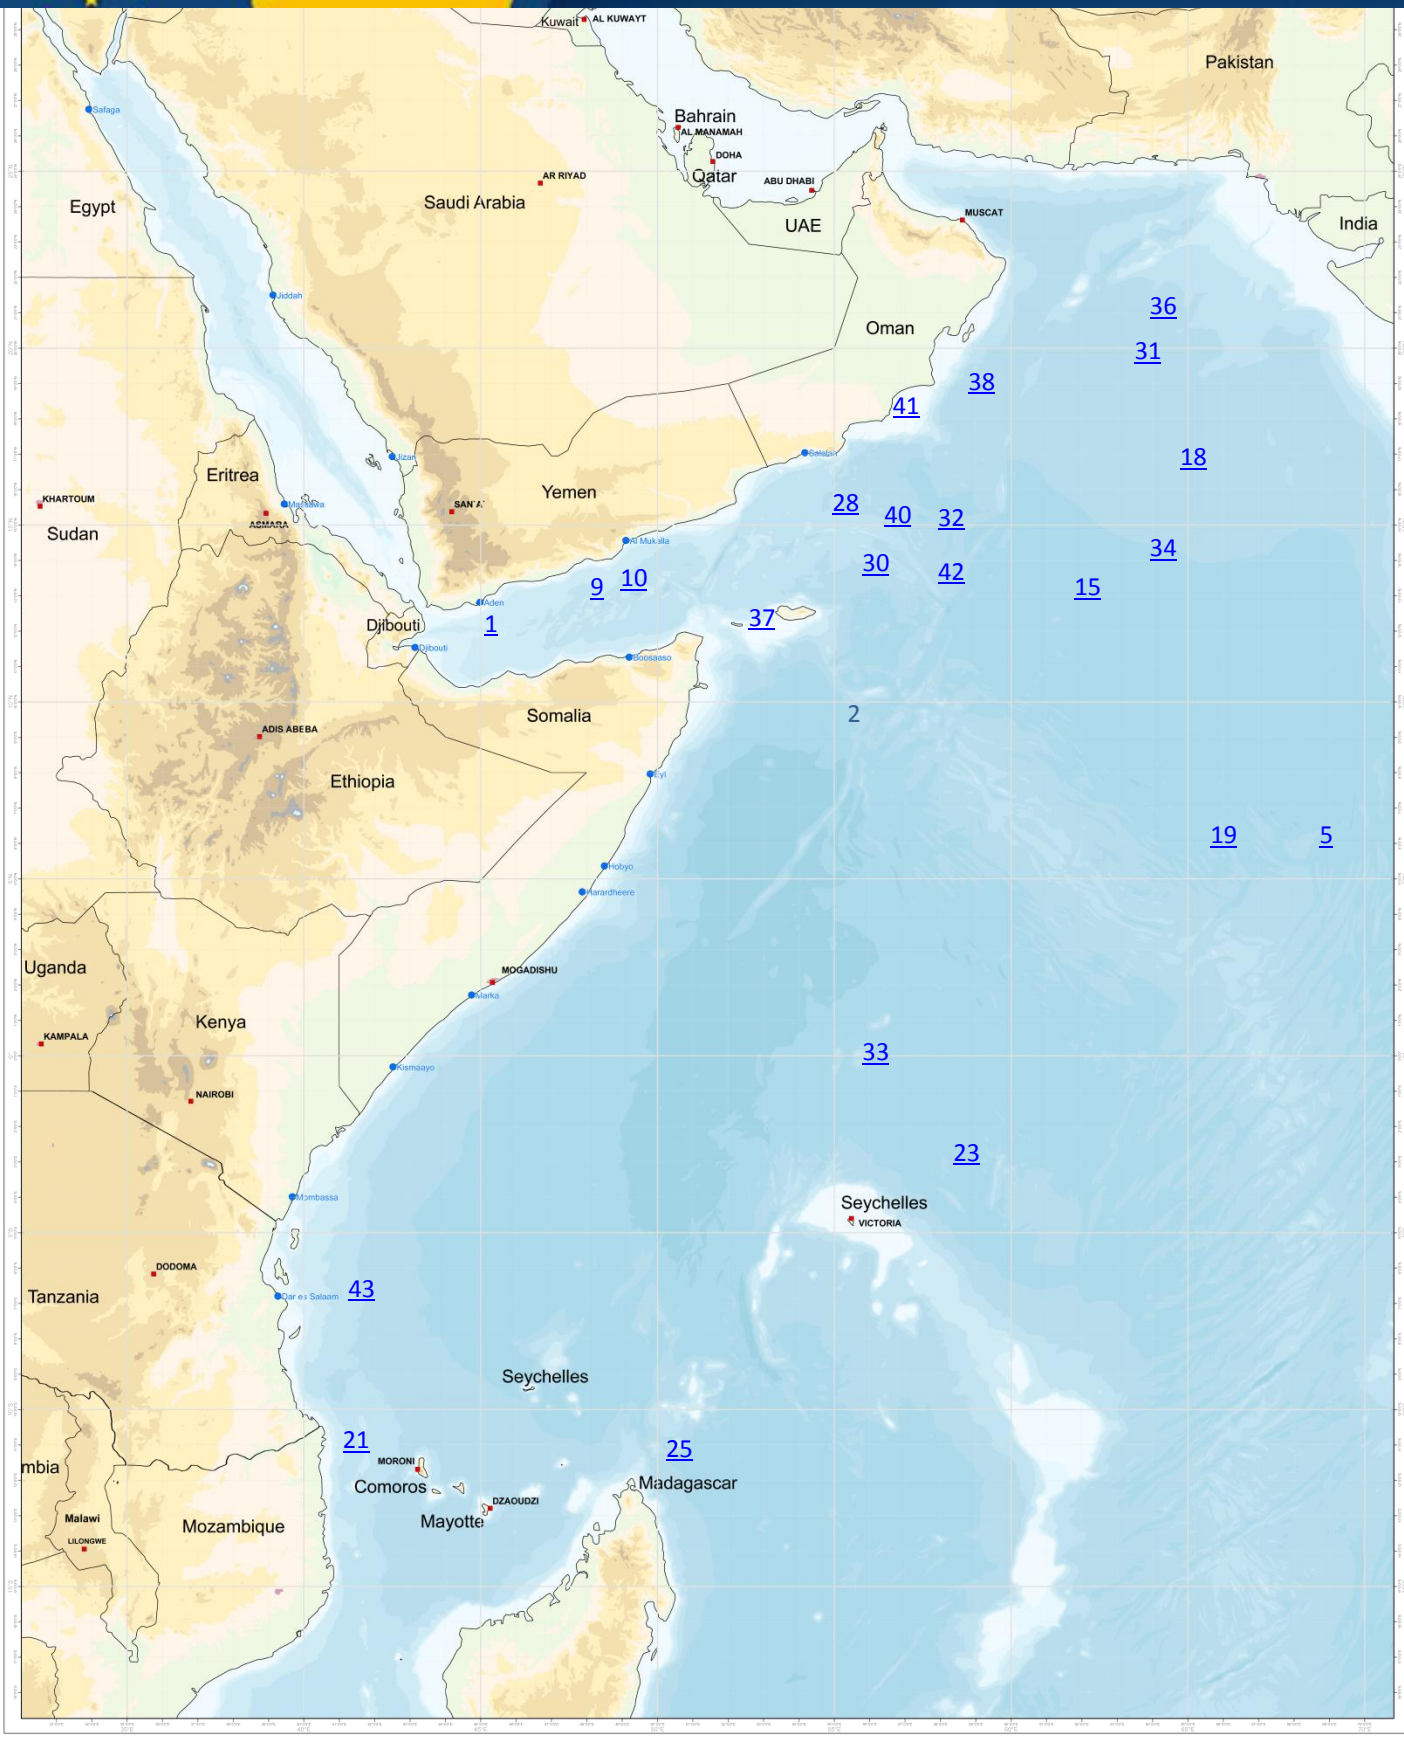 Kuwait
AL KUWAYT
Pakistan
Safaga
Bahrain
AL MANAMAH
DOHA
Qatar
AR RIYAD
ABU DHABI
Saudi Arabia
Egypt
MUSCAT
UAE
India
Jiddah
36
Oman
31
38
41
Jizan
18
Salalah
Eritrea
Yemen
KHARTOUM
Massawa
SAN'A'
28
40
32
ASMARA
Sudan
Al Mukalla
34
30
42
10
9
15
Aden
37
1
Djibouti
Djibouti
Boosaaso
Somalia
2
ADIS ABEBA
Eyl
Ethiopia
19
5
Hobyo
Harardheere
Uganda
MOGADISHU
Marka
Kenya
KAMPALA
33
Kismaayo
NAIROBI
23
Mombassa
Seychelles
VICTORIA
DODOMA
Tanzania
Dar es Salaam
43
Seychelles
21
25
mbia
MORONI
Comoros
Madagascar
DZAOUDZI
Malawi
Mayotte
Mozambique
LILONGWE